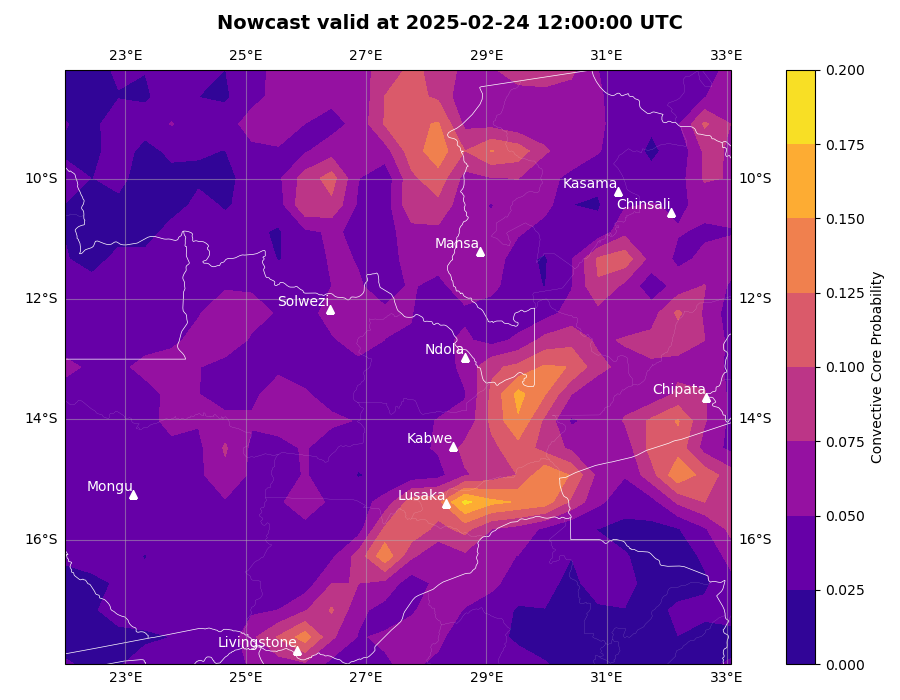 Nowcast valid at 2025-02-24 12:00:00 UTC
23°E 25°E 27°E 29°E 31°E 33°E
0.200
0.175
10°S Kasama 10°S
Chinsali
0.150
Mansa
12°S Solwezi 12°S
0.125
Ndola
0.100
Chipata
14°S 14°S
Kabwe
0.075
Mongu
Lusaka
0.050
16°S 16°S
0.025
Livingstone
0.000
23°E 25°E 27°E 29°E 31°E 33°E
Convective Core Probability